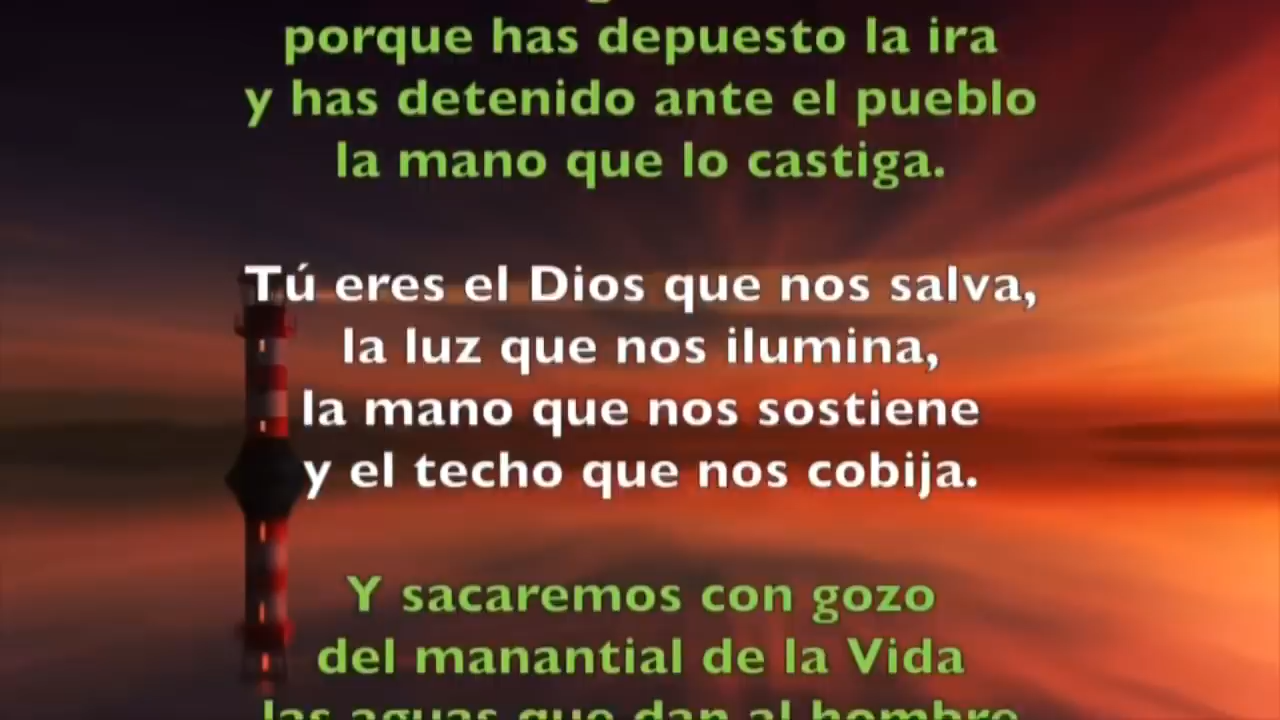 porque has depuesto la ira
y has detenido ante el pueblo
la mano que lo castiga.
Tú eres el Dios que nos salva,
la luz que nos ilumina,
la mano que nos sostiene
y el techo que nos cobija.
Y sacaremos con gozo
del manantial de la Vida
las aguas que dan al hombre